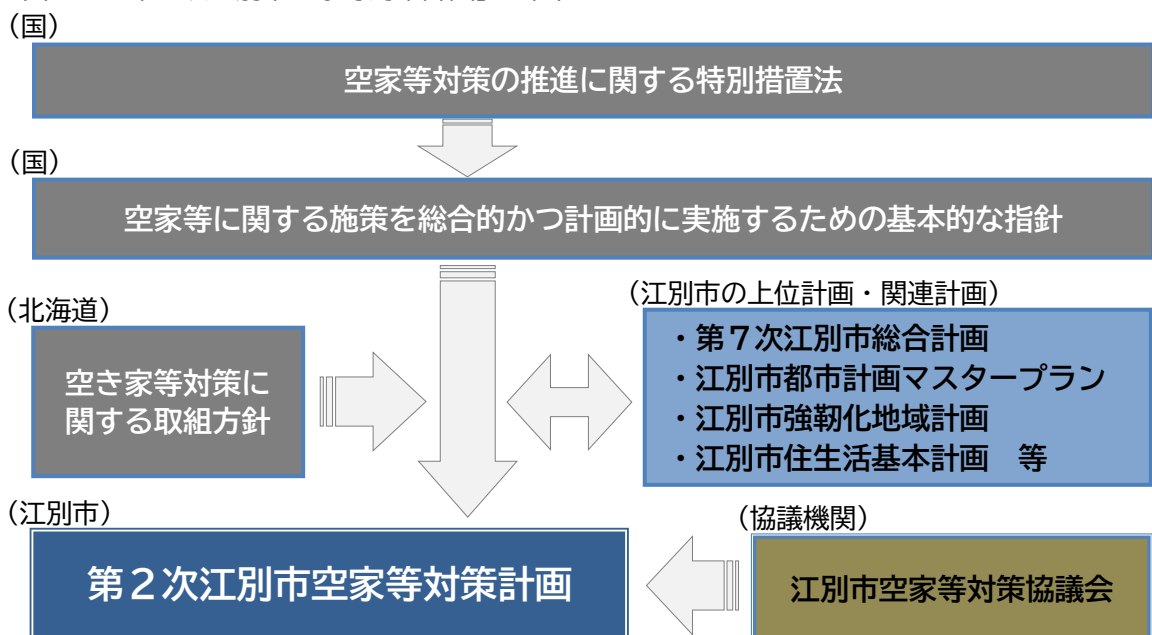 （国）
空家等対策の推進に関する特別措置法
（国）
空家等に関する施策を総合的かつ計画的に実施するための基本的な指針
（北海道）
空き家等対策に
関する取組方針
（江別市の上位計画・関連計画）
・第７次江別市総合計画
・江別市都市計画マスタープラン
・江別市強靭化地域計画
・江別市住生活基本計画　等
（江別市）
第２次江別市空家等対策計画
（協議機関）
江別市空家等対策協議会